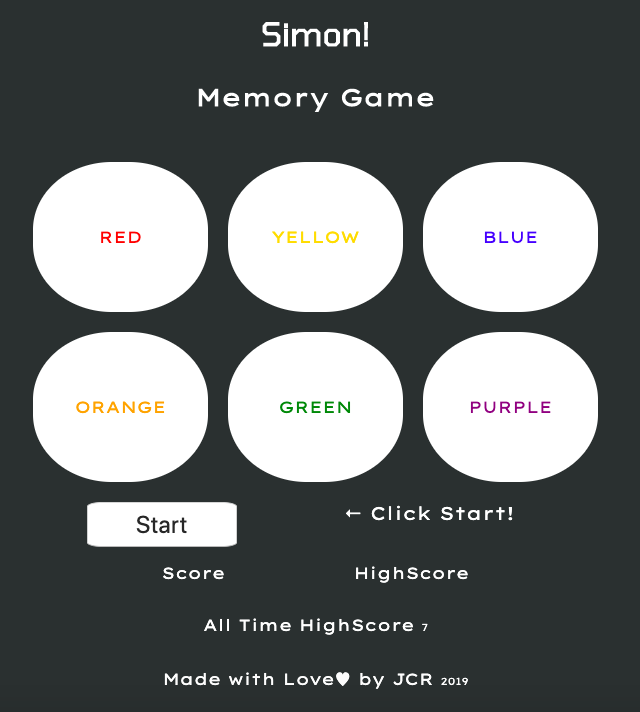 Simon!
Memory Game
RED
YELLOW
BLUE
ORANGE
GREEN
PURPLE
Start
← Click Start!
Score
HighScore
All Time HighScore 7
Made with Love♥ by JCR 2019